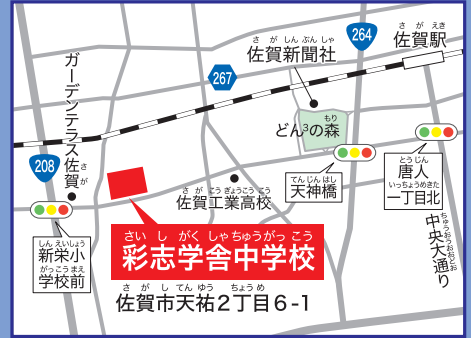 さがしんぶんしゃ
佐賀新聞社
264
さがえき
佐賀駅
267
ガーデンテラス佐賀
さが
もり
どん3の森
208
とうじん
唐人
いっちょうめきた
一丁目北
てんじんはし
天神橋
さがこうぎょうこうこう
佐賀工業高校
しんえいしょう
新栄小
がっこうまえ
学校前
ちゅうおうおおどおり
中央大通り
さいしがくしゃちゅうがっこう
彩志学舎中学校
さがしてんゆうちょうめ
佐賀市天祐2丁目6-1